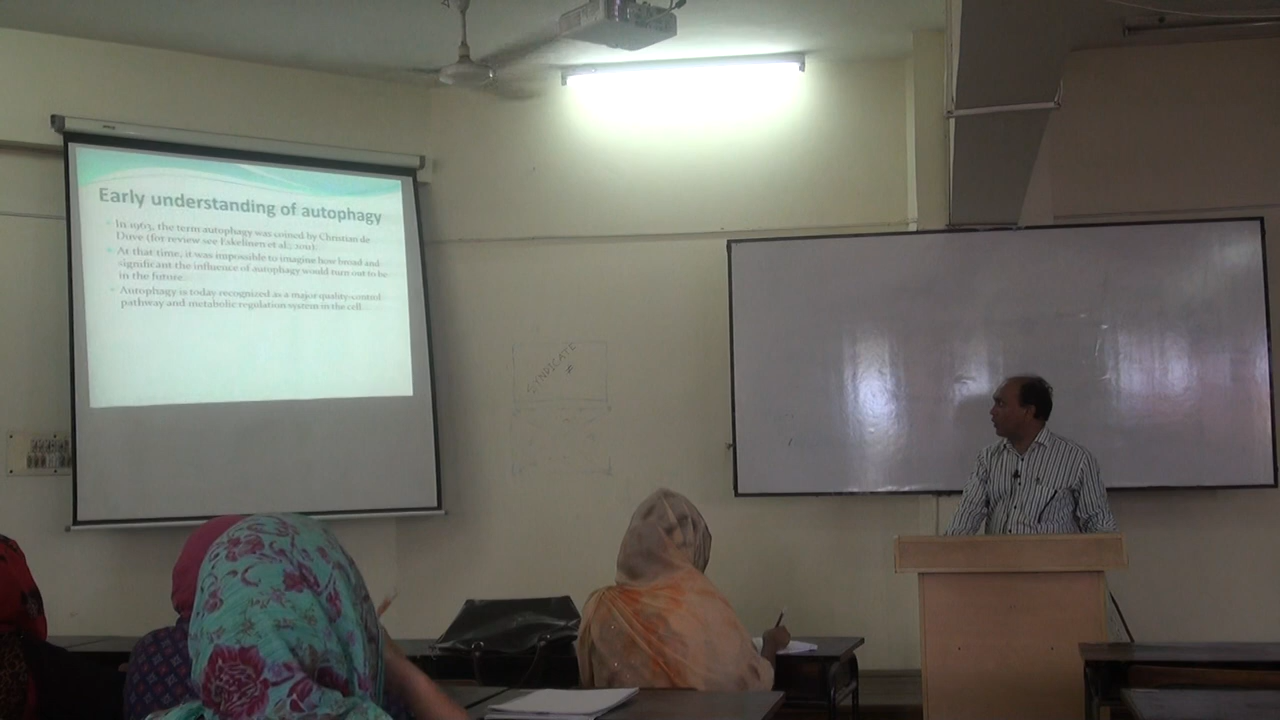 Early understanding of autophagy
In 1963, the term autophagy was coined by Christian de
Duve (for review see Eskelinen et al., 2011).
At that time, it was impossible to imagine how broad and
significant the influence of autophagy would turn out to be
in the future.
Autophagy is today recognized as a major quality-control
pathway and metabolic regulation system in the cell...
SYNDICATE